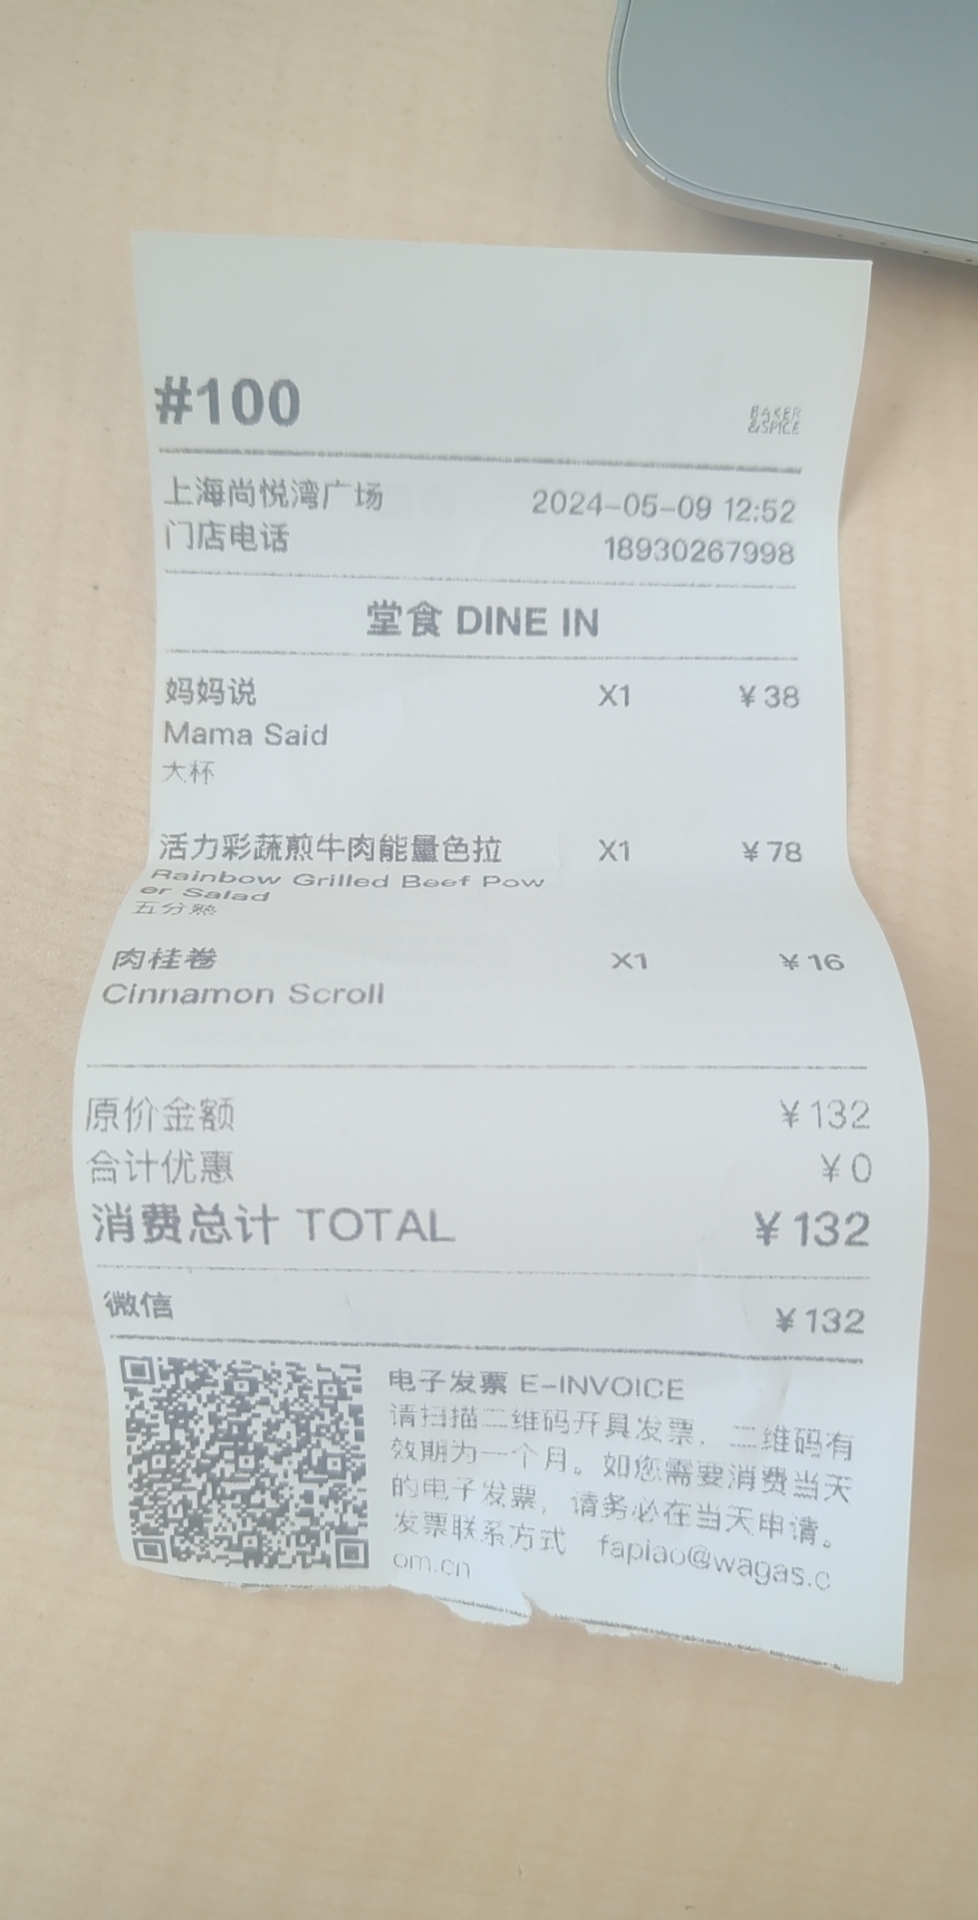 #100
BAKER
&SPICE
上海尚悦湾广场 2024-05-09 12:52
门店电话 18930267998
堂食 DINE IN
妈妈说 X1 ¥38
Mama Said
大杯
活力彩蔬煎牛肉能量色拉 X1 ¥78
Rainbow Grilled Beef Pow
er Salad
五分熟
肉桂卷 X1 ¥16
Cinnamon Scroll
原价金额 ¥132
合计优惠 ¥0
消费总计 TOTAL ¥132
微信 ¥132
电子发票 E-INVOICE
请扫描二维码开具发票，二维码有
效期为一个月。如您需要消费当天
的电子发票，请务必在当天申请。
发票联系方式 fapiao@wagas.c
om.cn